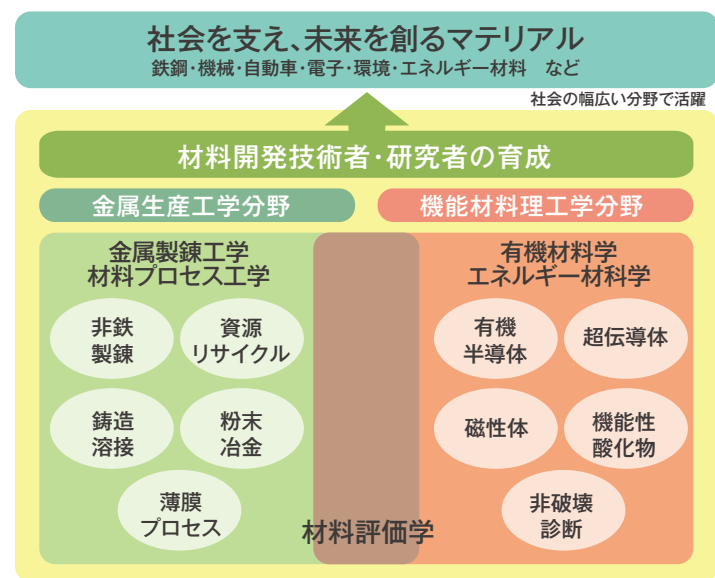 社会を支え、未来を創るマテリアル
鉄鋼・機械・自動車・電子・環境・エネルギー材料　など
社会の幅広い分野で活躍
材料開発技術者・研究者の育成
金属生産工学分野
機能材料理工学分野
金属製錬工学
材料プロセス工学
非鉄
製錬
資源
リサイクル
鋳造
溶接
粉末
冶金
薄膜
プロセス
有機材料学
エネルギー材科学
有機
半導体
超伝導体
磁性体
機能性
酸化物
非破壊
診断
材料評価学